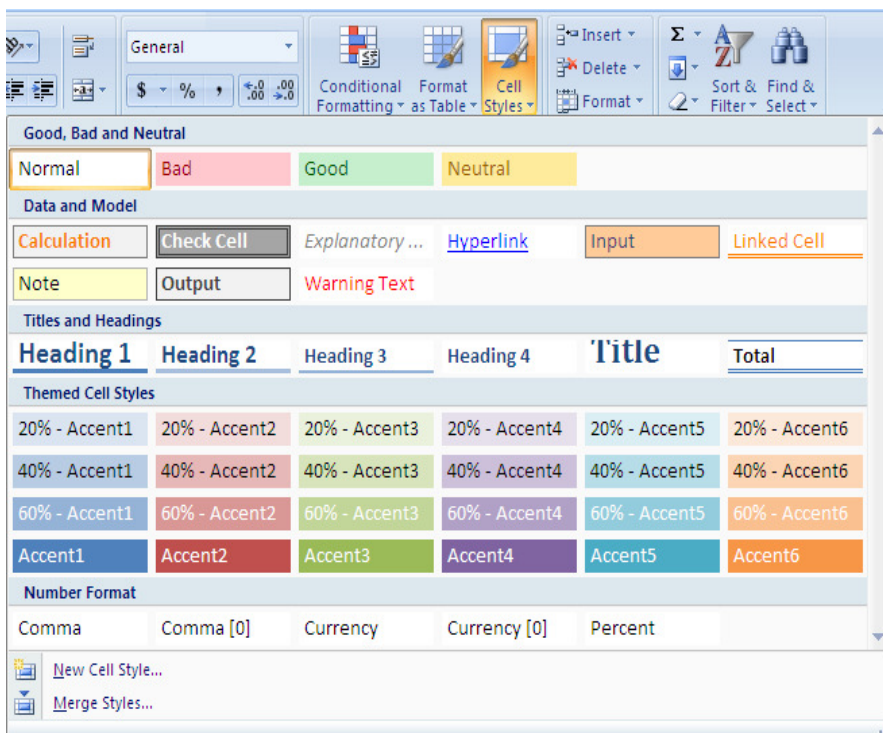 General
Insert
Delete
Format
Σ
A
Z
$ % ,
.0
.00
.00
.0
Conditional Formatting
Format as Table
Cell Styles
Sort & Filter
Find & Select
Good, Bad and Neutral
Normal Bad Good Neutral
Data and Model
Calculation Check Cell Explanatory ... Hyperlink Input Linked Cell
Note Output Warning Text
Titles and Headings
Heading 1 Heading 2 Heading 3 Heading 4 Title Total
Themed Cell Styles
20% - Accent1 20% - Accent2 20% - Accent3 20% - Accent4 20% - Accent5 20% - Accent6
40% - Accent1 40% - Accent2 40% - Accent3 40% - Accent4 40% - Accent5 40% - Accent6
60% - Accent1 60% - Accent2 60% - Accent3 60% - Accent4 60% - Accent5 60% - Accent6
Accent1 Accent2 Accent3 Accent4 Accent5 Accent6
Number Format
Comma Comma [0] Currency Currency [0] Percent
New Cell Style...
Merge Styles...